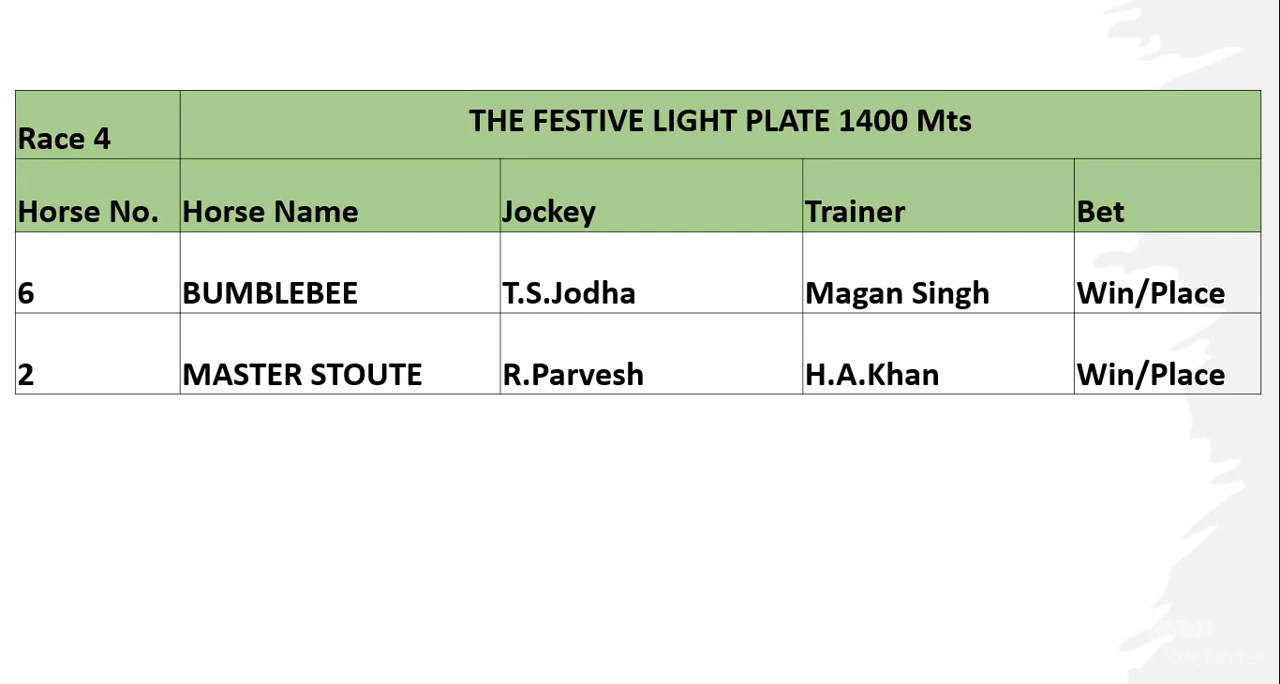 Race 4 THE FESTIVE LIGHT PLATE 1400 Mts
Horse No. Horse Name Jockey Trainer Bet
6 BUMBLEBEE T.S.Jodha Magan Singh Win/Place
2 MASTER STOUTE R.Parvesh H.A.Khan Win/Place